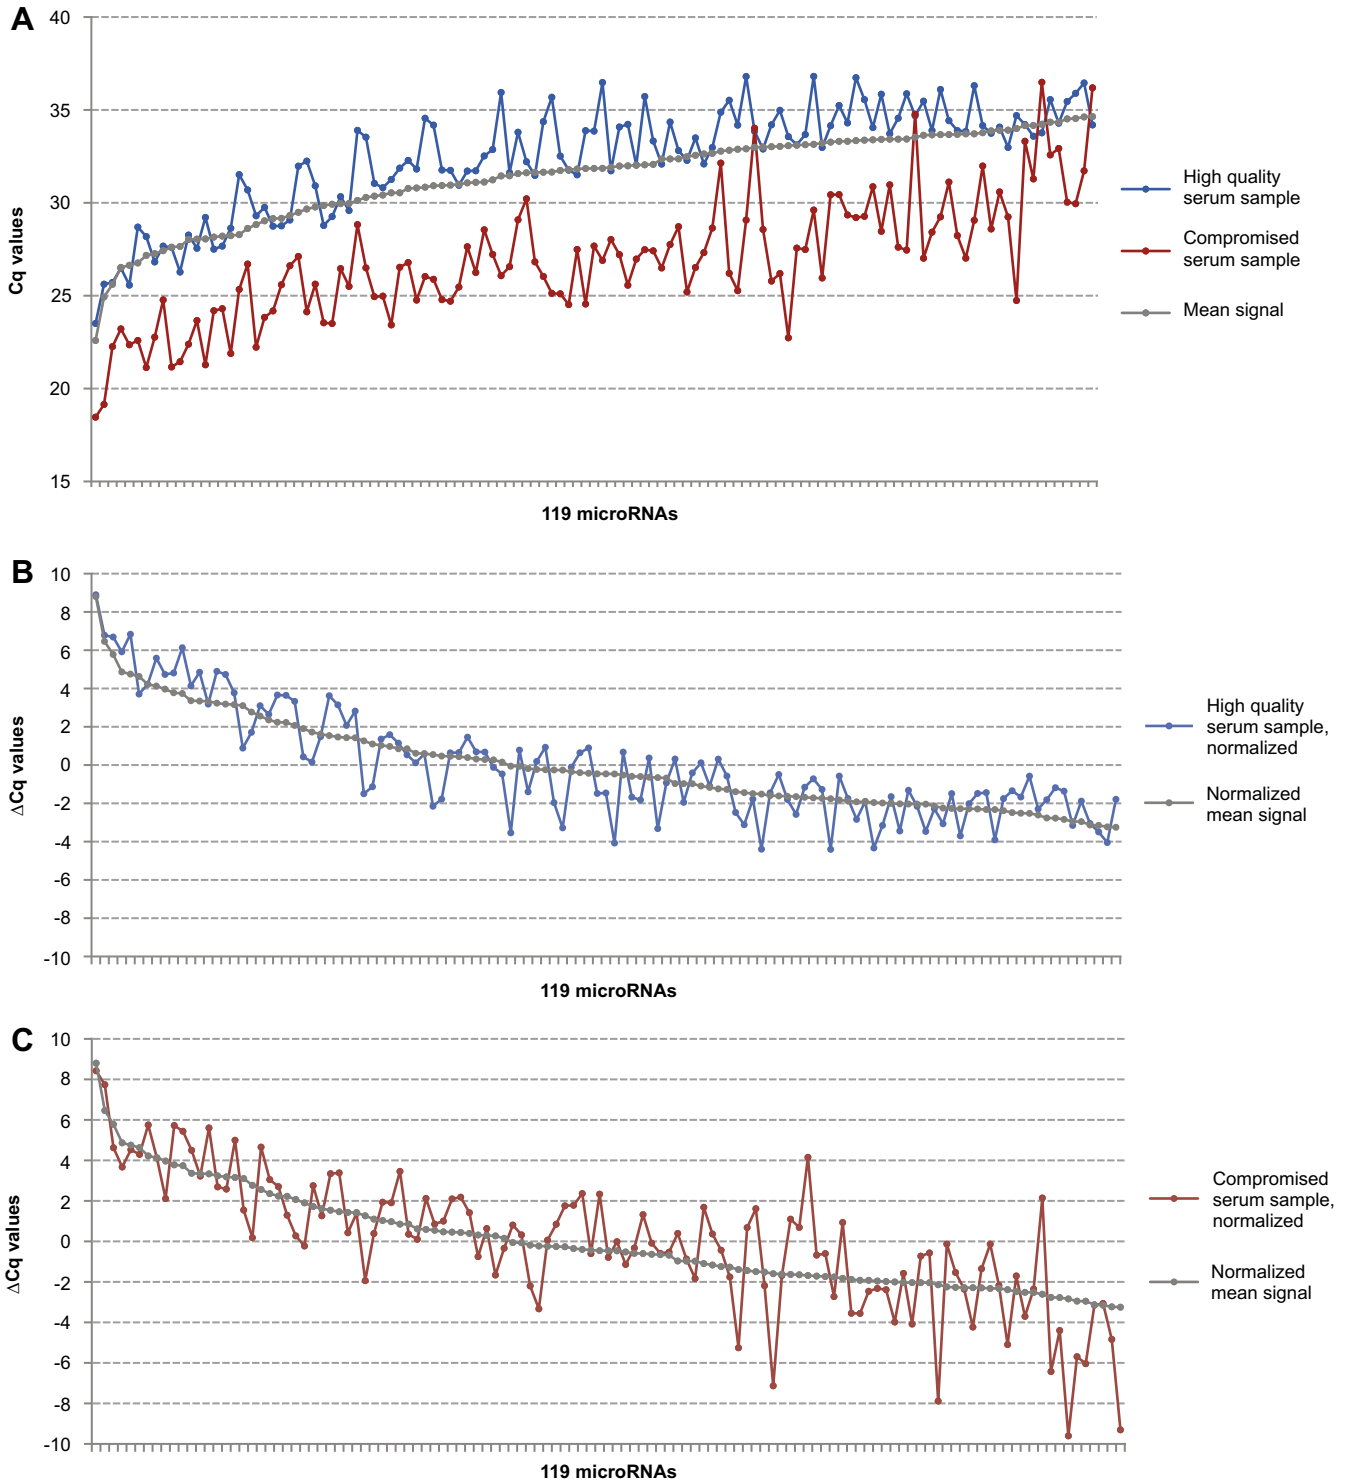 A
40
35
30
25
20
15
Cq values
119 microRNAs
High quality
serum sample
Compromised
serum sample
Mean signal
B
10
8
6
4
2
0
-2
-4
-6
-8
-10
ΔCq values
119 microRNAs
High quality
serum sample,
normalized
Normalized
mean signal
C
10
8
6
4
2
0
-2
-4
-6
-8
-10
ΔCq values
119 microRNAs
Compromised
serum sample,
normalized
Normalized
mean signal